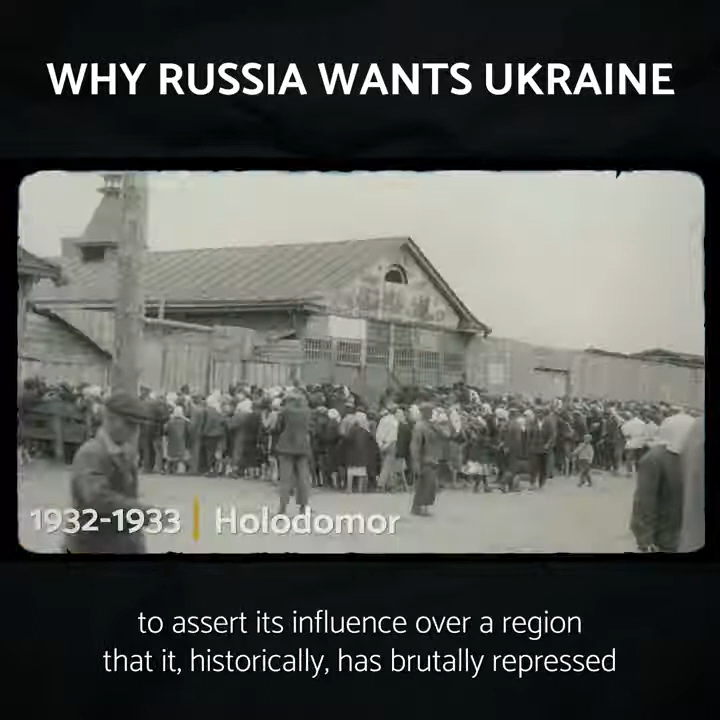 WHY RUSSIA WANTS UKRAINE
1932-1933 | Holodomor
to assert its influence over a region
that it, historically, has brutally repressed